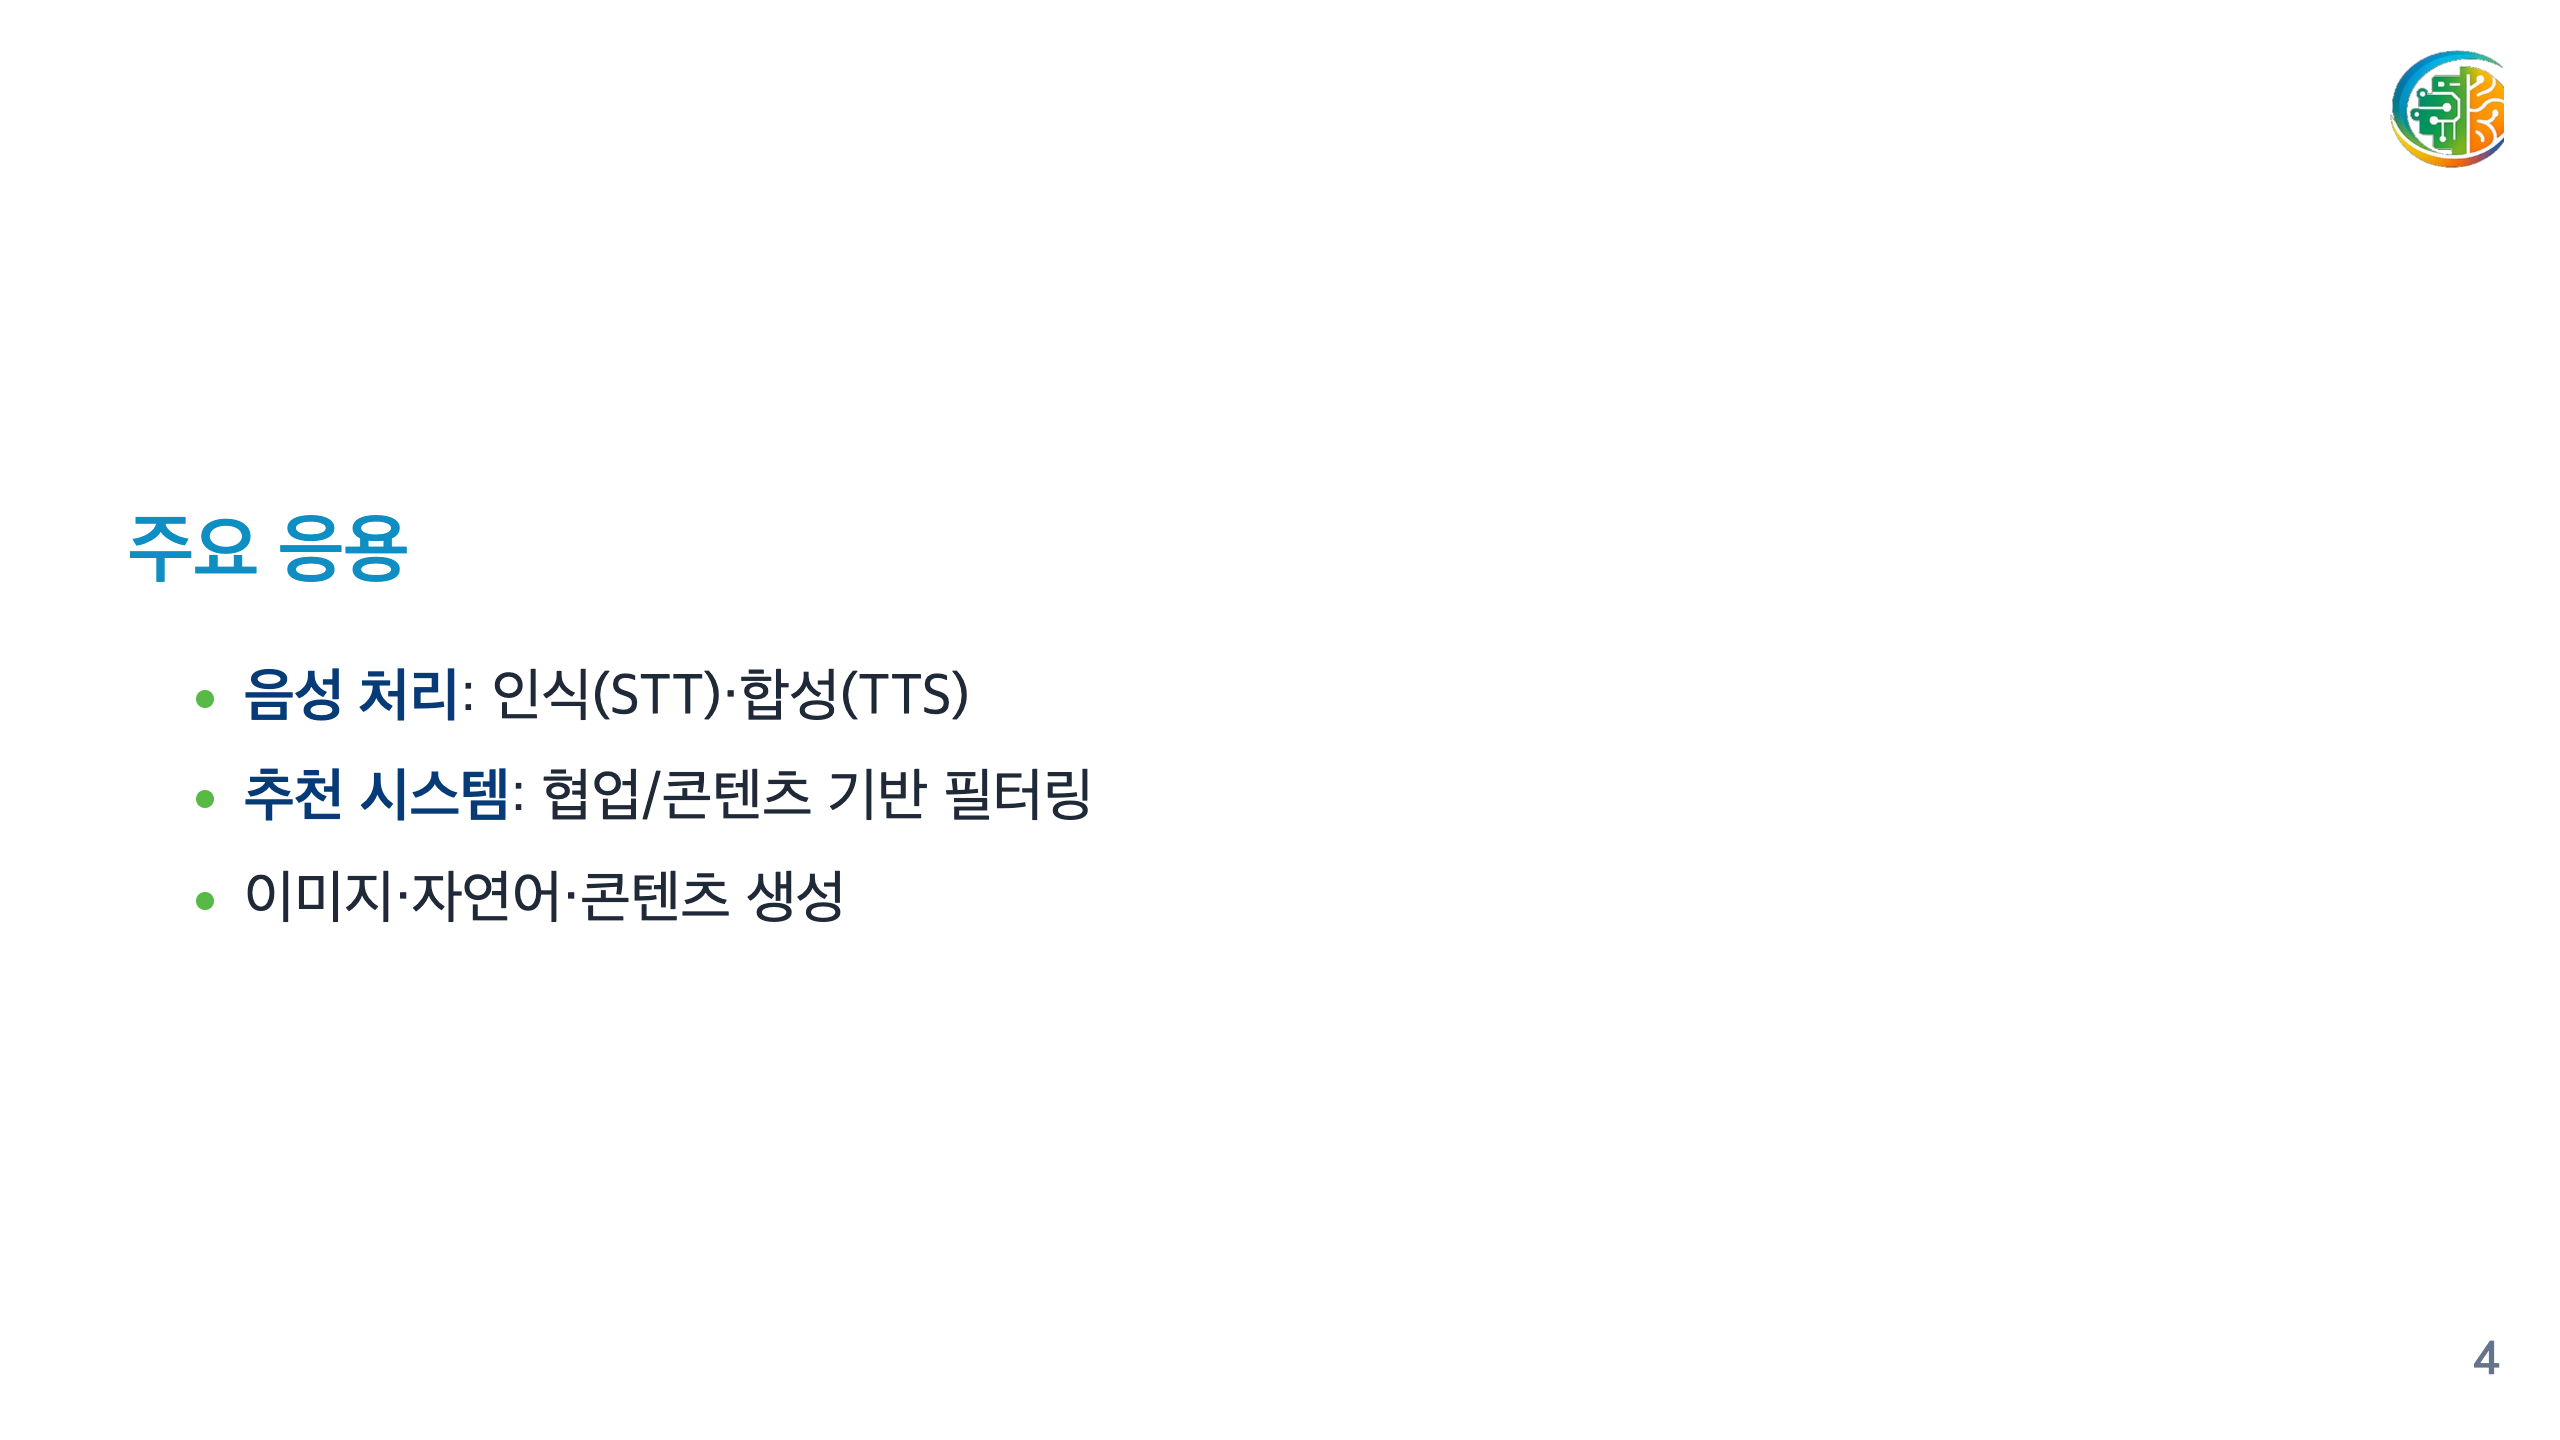 주요 응용
• 음성 처리: 인식(STT)·합성(TTS)
• 추천 시스템: 협업/콘텐츠 기반 필터링
• 이미지·자연어·콘텐츠 생성
4